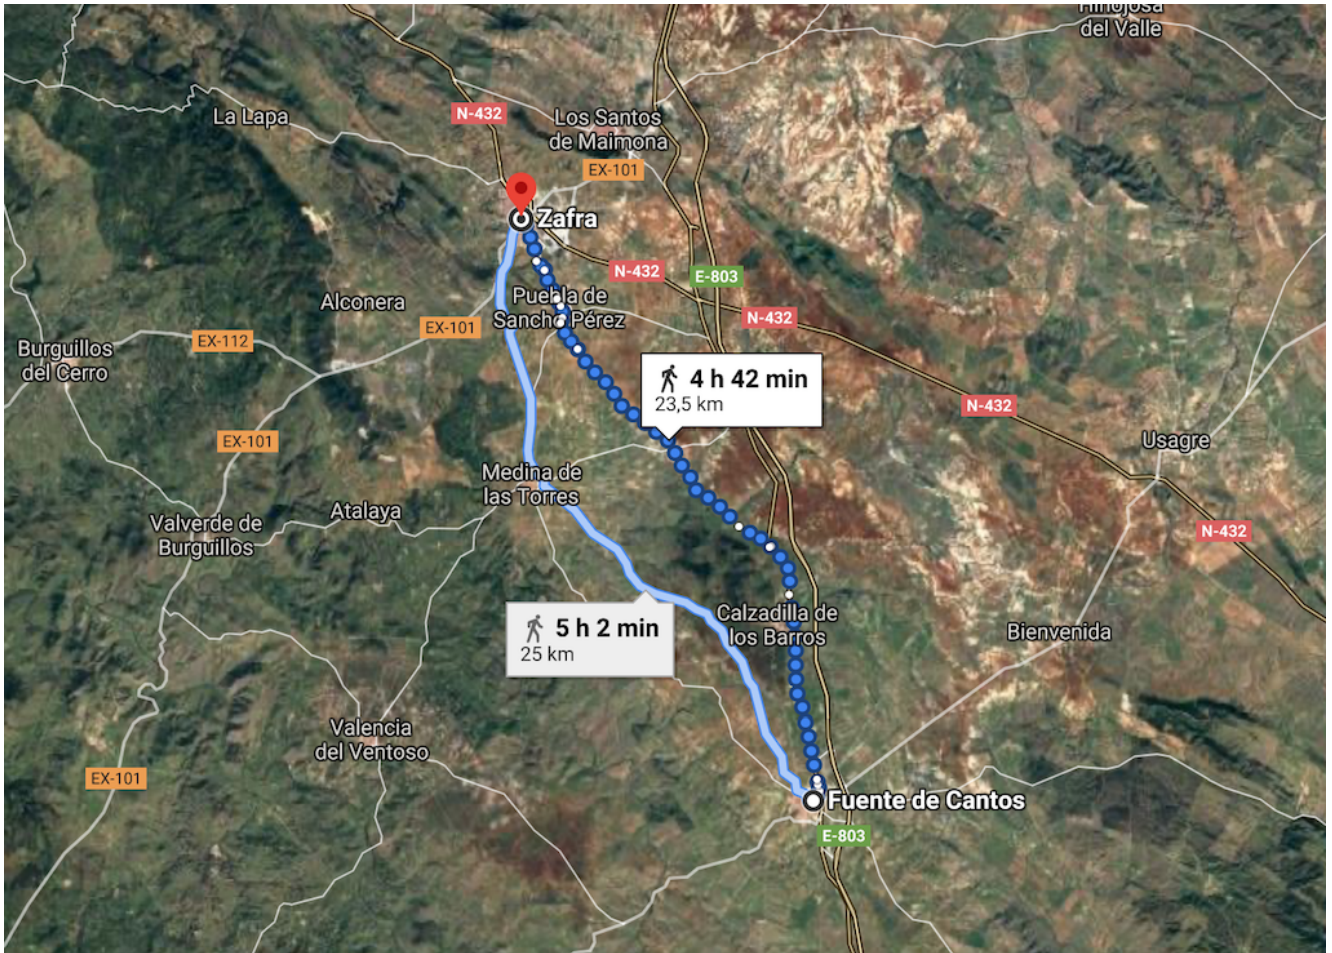 Hinojosa
del Valle
La Lapa
N-432
Los Santos
de Maimona
EX-101
Zafra
N-432
E-803
Puebla de
Sancho Pérez
Alconera
N-432
EX-101
EX-112
Burguillos
del Cerro
4 h 42 min
23,5 km
N-432
EX-101
Usagre
Medina de
las Torres
Atalaya
Valverde de
Burguillos
N-432
Calzadilla de
los Barros
5 h 2 min
25 km
Bienvenida
Valencia
del Ventoso
EX-101
Fuente de Cantos
E-803